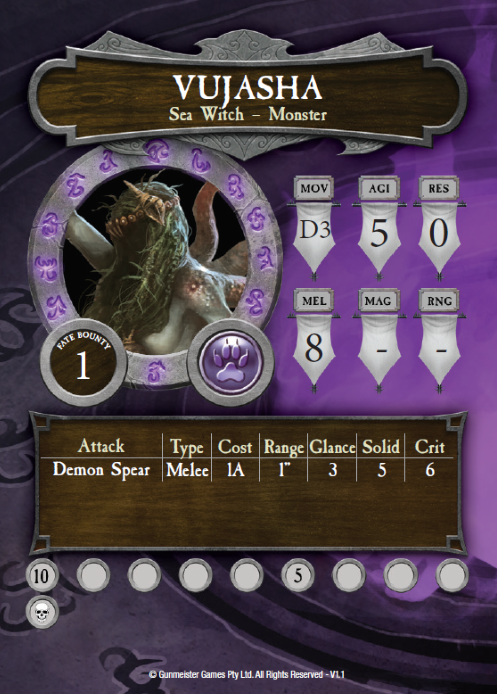 VUJASHA
Sea Witch – Monster
MOV AGI RES
D3 5 0
MEL MAG RNG
8 - -
FATE BOUNTY
1
Attack Type Cost Range Glance Solid Crit
Demon Spear Melee 1A 1” 3 5 6
10 5
© Gunmeister Games Pty Ltd. All Rights Reserved - V1.1